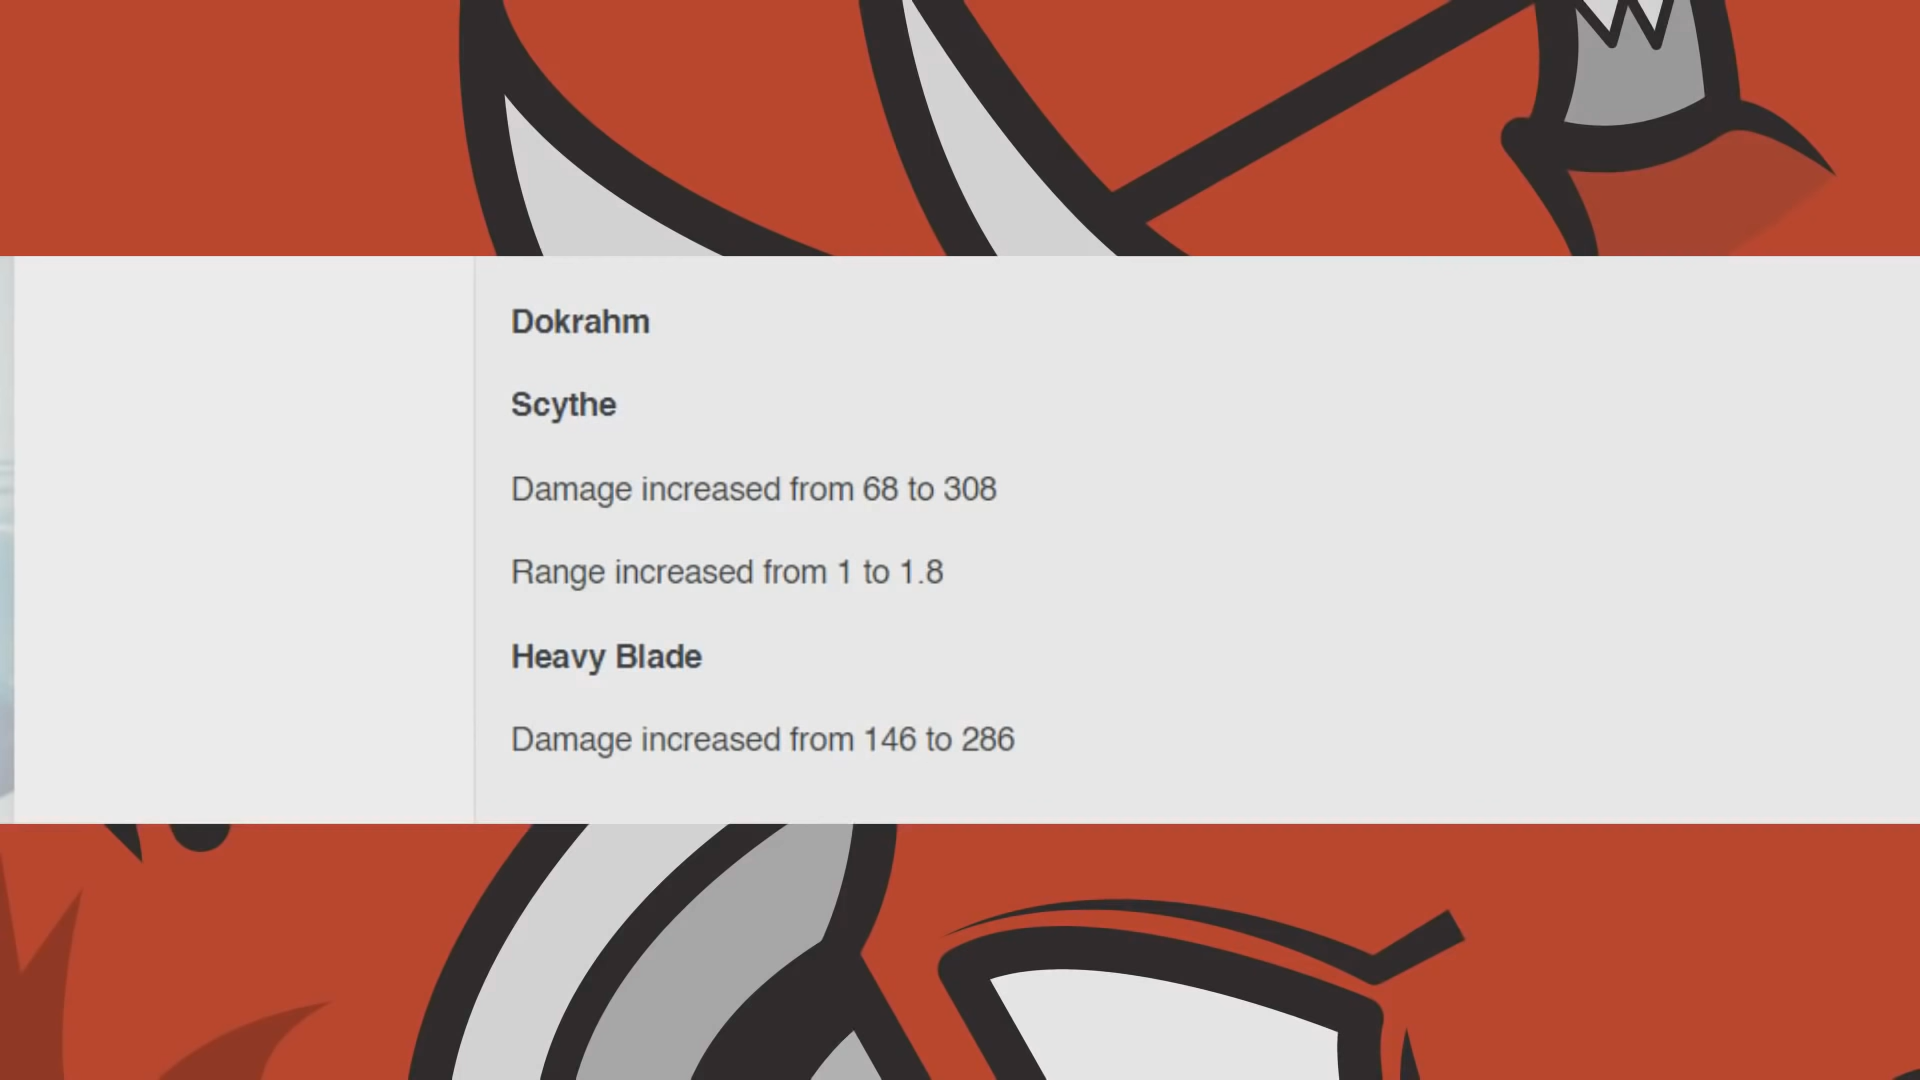 Dokrahm
Scythe
Damage increased from 68 to 308
Range increased from 1 to 1.8
Heavy Blade
Damage increased from 146 to 286